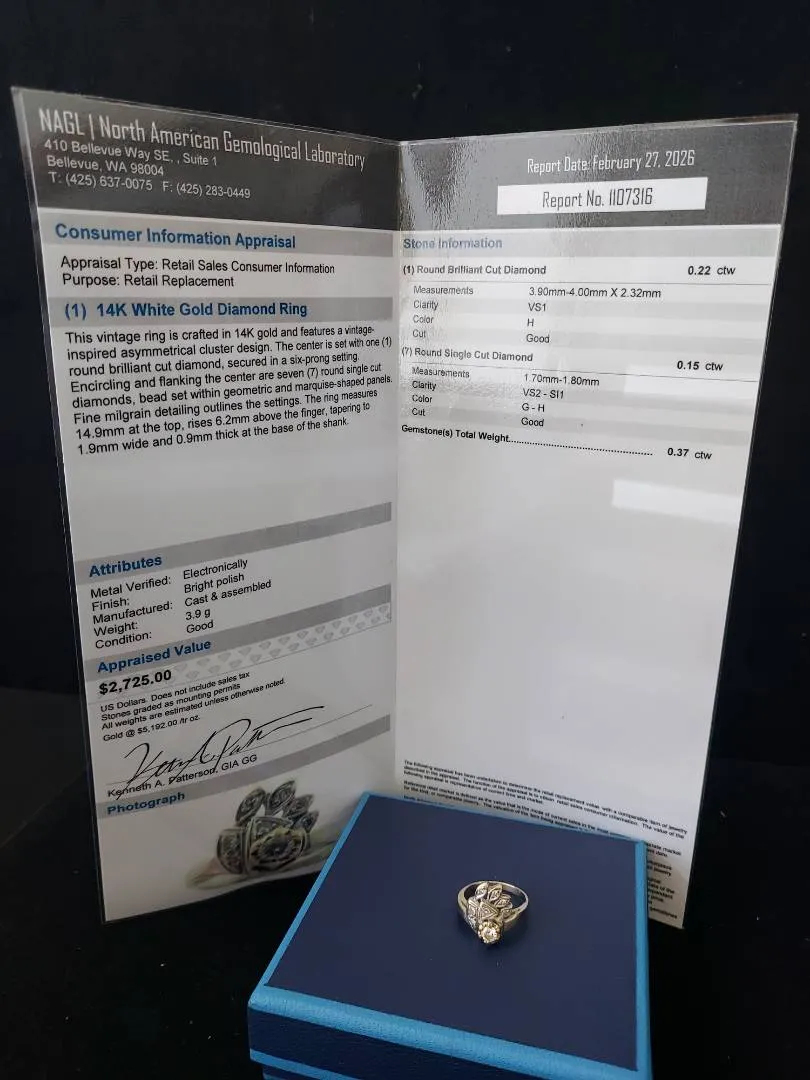 NAGL | North American Gemological Laboratory
410 Bellevue Way SE, , Suite 1
Bellevue, WA 98004
T: (425) 637-0075 F: (425) 283-0449
Consumer Information Appraisal
Appraisal Type: Retail Sales Consumer Information
Purpose: Retail Replacement
(1) 14K White Gold Diamond Ring
This vintage ring is crafted in 14K gold and features a vintage-
inspired asymmetrical cluster design. The center is set with one (1)
round brilliant cut diamond, secured in a six-prong setting.
Encircling and flanking the center are seven (7) round single cut
diamonds, bead set within geometric and marquise-shaped panels.
Fine milgrain detailing outlines the settings. The ring measures
14.9mm at the top, rises 6.2mm above the finger, tapering to
1.9mm wide and 0.9mm thick at the base of the shank.
Attributes
Metal Verified: Electronically
Finish: Bright polish
Manufactured: Cast & assembled
Weight: 3.9 g
Condition: Good
Appraised Value
$2,725.00
US Dollars. Does not include sales tax
Stones graded as mounting permits
All weights are estimated unless otherwise noted.
Gold @ $5,192.00 /tr oz.
Kenneth A. Patterson, GIA GG
Photograph
Report Date: February 27, 2026
Report No. 1107316
Stone Information
(1) Round Brilliant Cut Diamond 0.22 ctw
Measurements 3.90mm-4.00mm X 2.32mm
Clarity VS1
Color H
Cut Good
(7) Round Single Cut Diamond 0.15 ctw
Measurements 1.70mm-1.80mm
Clarity VS2 - SI1
Color G - H
Cut Good
Gemstone(s) Total Weight.................................................... 0.37 ctw